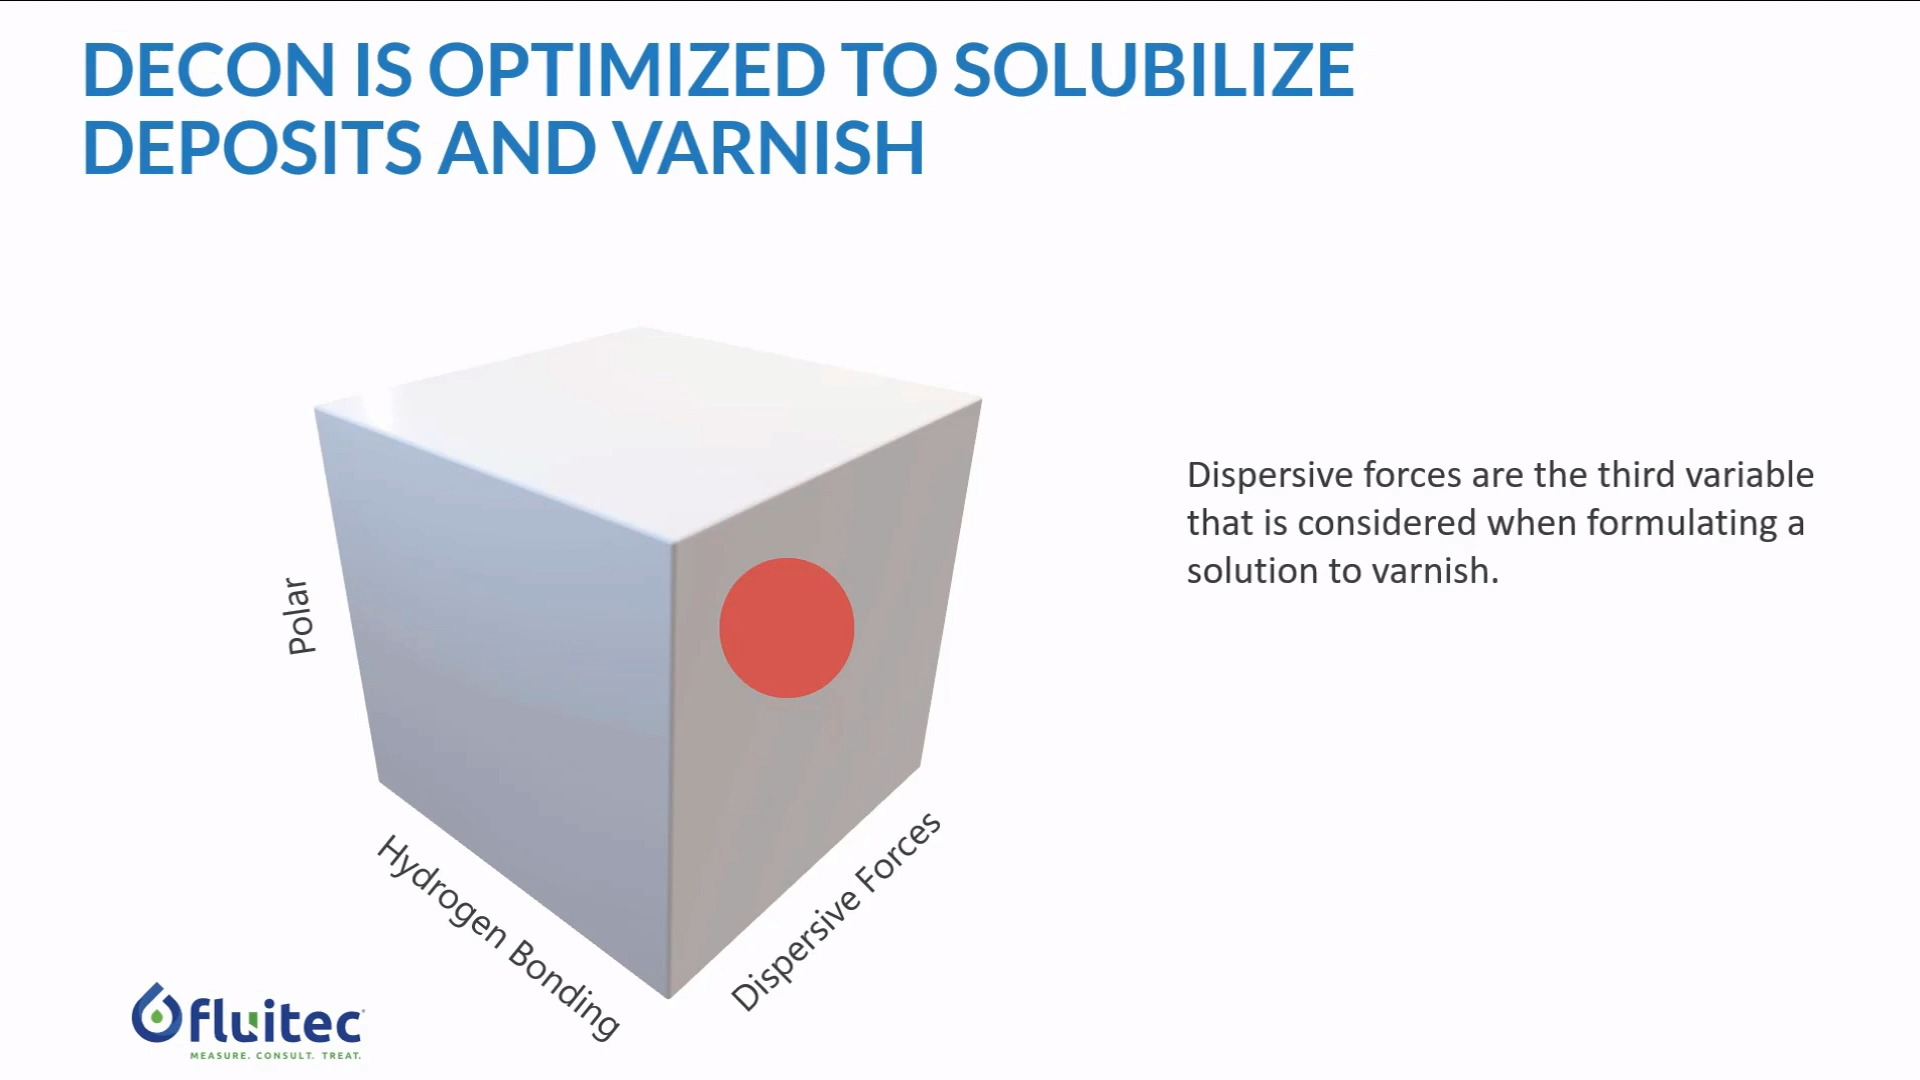 DECON IS OPTIMIZED TO SOLUBILIZE
DEPOSITS AND VARNISH
Polar
Hydrogen Bonding
Dispersive Forces
Dispersive forces are the third variable
that is considered when formulating a
solution to varnish.
fluitec
MEASURE. CONSULT. TREAT.